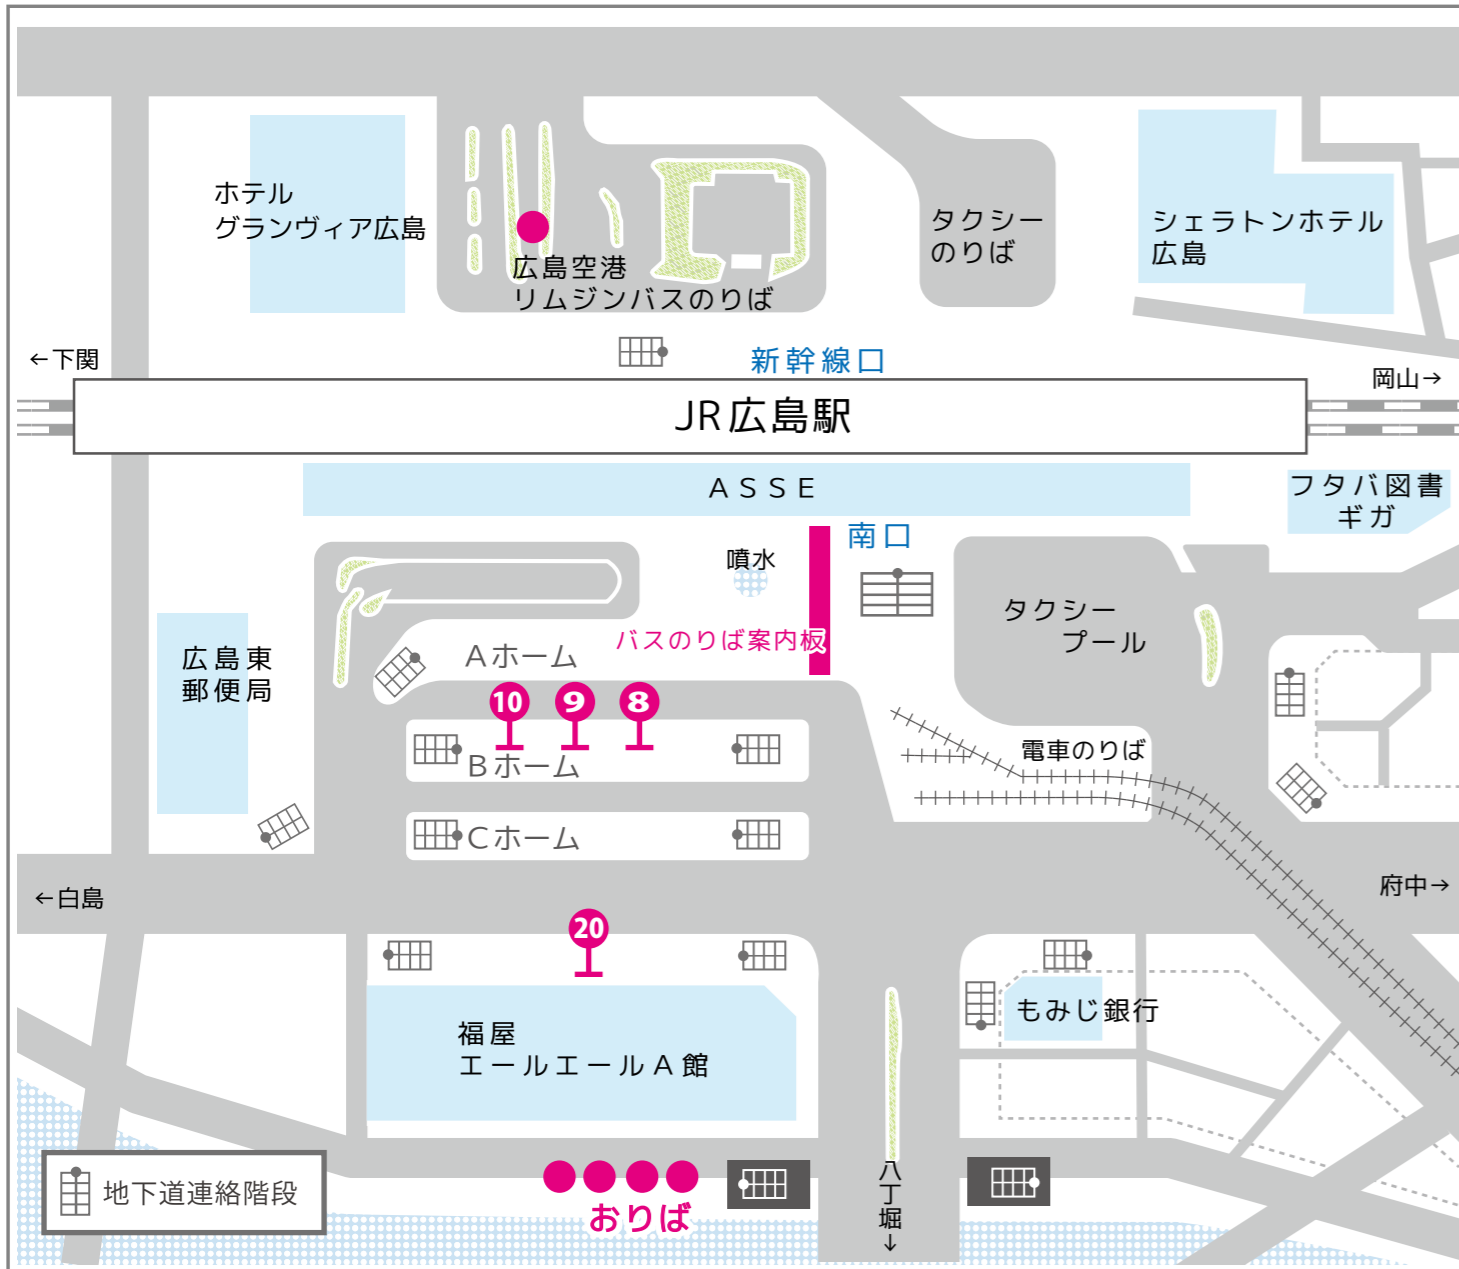 ホテル
グランヴィア広島
広島空港
リムジンバスのりば
タクシー
のりば
シェラトンホテル
広島
←下関
新幹線口
岡山→
JR広島駅
ASSE
フタバ図書
ギガ
南口
噴水
バスのりば案内板
タクシー
プール
広島東
郵便局
Aホーム
10
9
8
Bホーム
電車のりば
Cホーム
←白島
府中→
20
福屋
エールエールA館
もみじ銀行
八丁堀→
おりば
地下道連絡階段